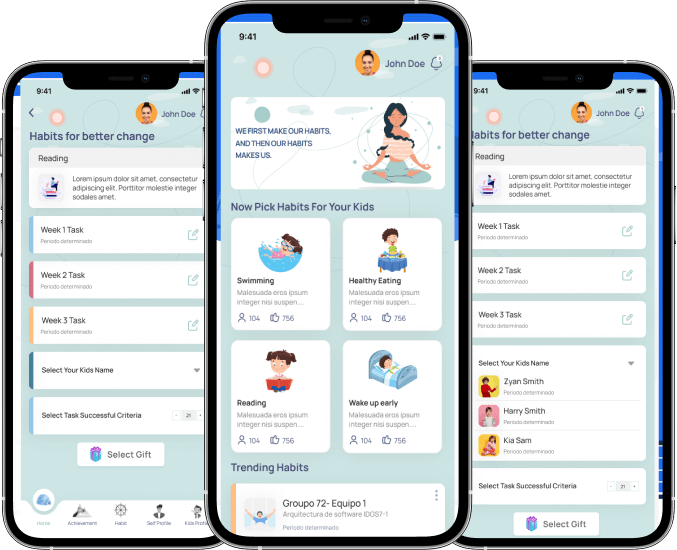 9:41
John Doe
Habits for better change
Reading
Lorem ipsum dolor sit amet, consectetur
adipiscing elit. Porttitor molestie integer
sodales amet.
Week 1 Task
Periodo determinado
Week 2 Task
Periodo determinado
Week 3 Task
Periodo determinado
Select Your Kids Name
Select Task Successful Criteria
- 21 +
Select Gift
Home
Achievement
Habit
Self Profile
Kids Profi
9:41
John Doe
WE FIRST MAKE OUR HABITS,
AND THEN OUR HABITS
MAKES US.
Now Pick Habits For Your Kids
Swimming
Malesuada eros ipsum
integer nisi suspen....
104 756
Healthy Eating
Malesuada eros ipsum
integer nisi suspen....
104 756
Reading
Malesuada eros ipsum
integer nisi suspen....
104 756
Wake up early
Malesuada eros ipsum
integer nisi suspen....
104 756
Trending Habits
Groupo 72- Equipo 1
Arquitectura de software IDOS7-1
Periodo determinado
9:41
John Doe
Habits for better change
Reading
Lorem ipsum dolor sit amet, consectetur
adipiscing elit. Porttitor molestie integer
sodales amet.
Week 1 Task
Periodo determinado
Week 2 Task
Periodo determinado
Week 3 Task
Periodo determinado
Select Your Kids Name
Zyan Smith
Periodo determinado
Harry Smith
Periodo determinado
Kia Sam
Periodo determinado
Select Task Successful Criteria
- 21 +
Select Gift